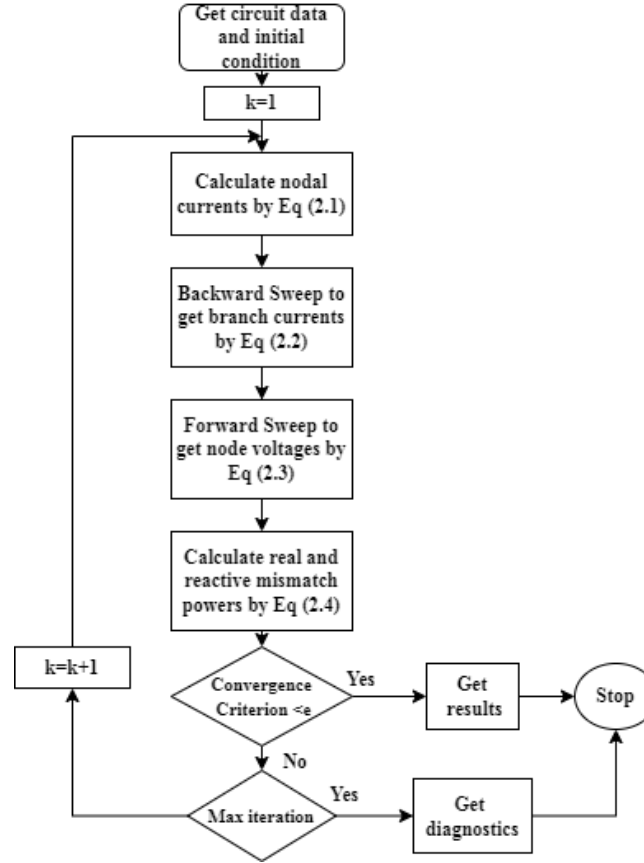 Get circuit data
and initial
condition
k=1
Calculate nodal
currents by Eq (2.1)
Backward Sweep to
get branch currents
by Eq (2.2)
Forward Sweep to
get node voltages by
Eq (2.3)
Calculate real and
reactive mismatch
powers by Eq (2.4)
k=k+1
Convergence
Criterion <e
Yes
Get
results
Stop
No
Max iteration
Yes
Get
diagnostics